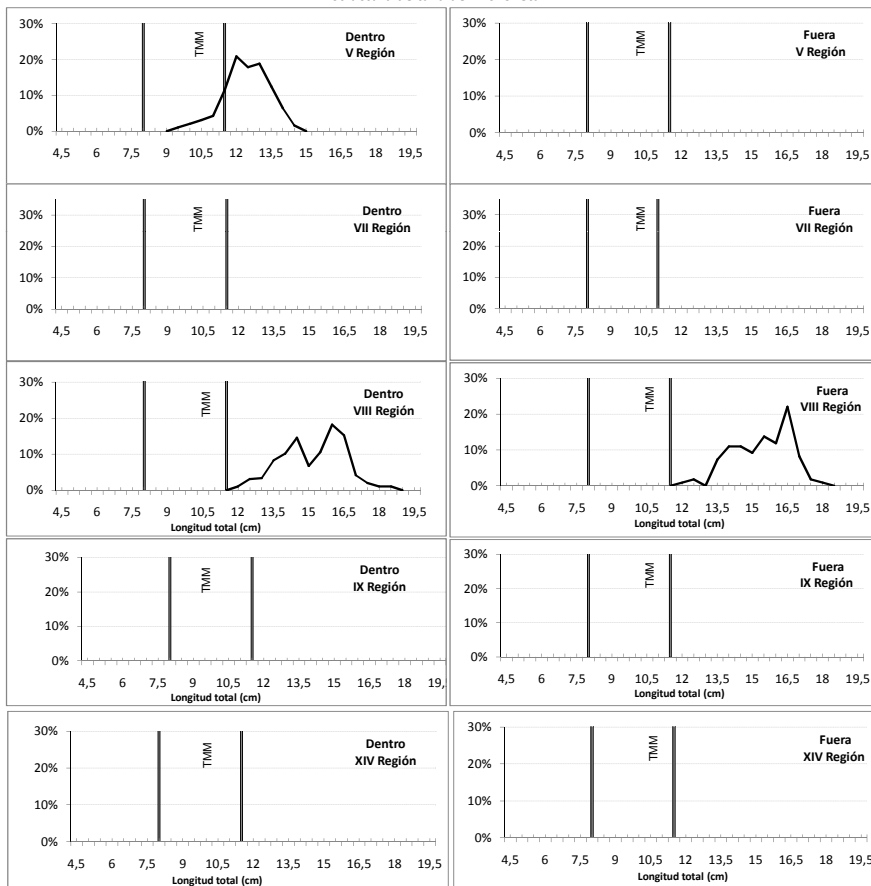 30%
20%
10%
0%
TMM
Dentro
V Región
4,5 6 7,5 9 10,5 12 13,5 15 16,5 18 19,5
30%
20%
10%
0%
TMM
Fuera
V Región
4,5 6 7,5 9 10,5 12 13,5 15 16,5 18 19,5
30%
20%
10%
0%
TMM
Dentro
VII Región
4,5 6 7,5 9 10,5 12 13,5 15 16,5 18 19,5
30%
20%
10%
0%
TMM
Fuera
VII Región
4,5 6 7,5 9 10,5 12 13,5 15 16,5 18 19,5
30%
20%
10%
0%
TMM
Dentro
VIII Región
4,5 6 7,5 9 10,5 12 13,5 15 16,5 18 19,5
Longitud total (cm)
30%
20%
10%
0%
TMM
Fuera
VIII Región
4,5 6 7,5 9 10,5 12 13,5 15 16,5 18 19,5
Longitud total (cm)
30%
20%
10%
0%
TMM
Dentro
IX Región
4,5 6 7,5 9 10,5 12 13,5 15 16,5 18 19,
Longitud total (cm)
30%
20%
10%
0%
TMM
Fuera
IX Región
4,5 6 7,5 9 10,5 12 13,5 15 16,5 18 19,5
Longitud total (cm)
30%
20%
10%
0%
TMM
Dentro
XIV Región
4,5 6 7,5 9 10,5 12 13,5 15 16,5 18 19,5
Longitud total (cm)
30%
20%
10%
0%
TMM
Fuera
XIV Región
4,5 6 7,5 9 10,5 12 13,5 15 16,5 18 19,5
Longitud total (cm)